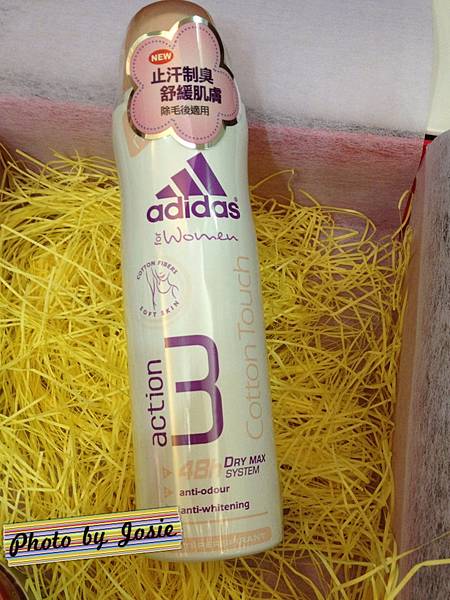 NEW
止汗制臭
舒緩肌膚
除毛後適用
adidas
for Women
COTTON FIBERS
SOFT SKIN
action
3
Cotton Touch
48h DRY MAX
SYSTEM
anti-odour
anti-whitening
Photo by Josie